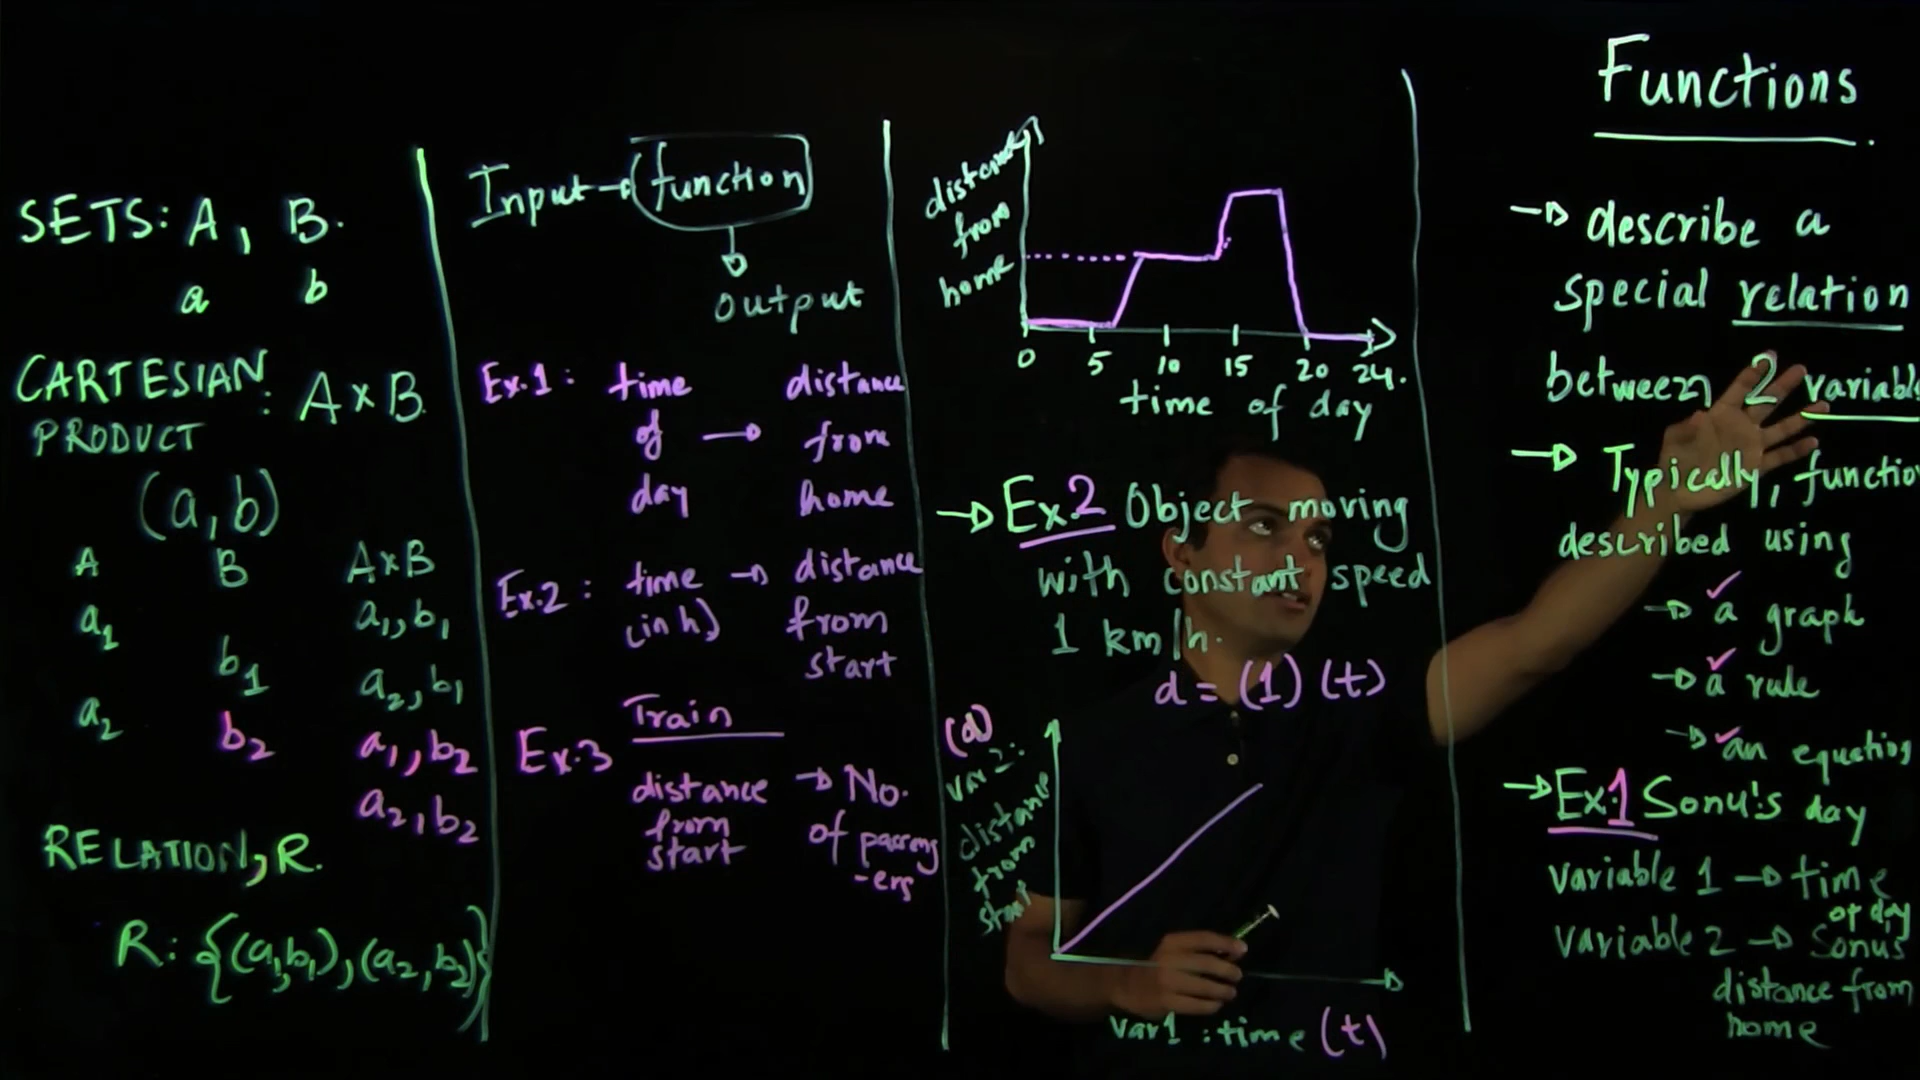 SETS: A, B.
a b
CARTESIAN : A×B
PRODUCT
(a,b)
A B A×B
a1 a1,b1
b1 a2,b1
a2 b2 a1,b2
a2,b2
RELATION, R.
R: {(a1,b1),(a2,b2)}
Input → function
output
Ex.1: time distance
of → from
day home
Ex.2: time → distance
(in h) from
start
Ex.3 Train
distance → No.
from of passeng
start -ers
distance
from
home
0 5 10 15 20 24.
time of day
→ Ex.2 Object moving
with constant speed
1 km/h.
d = (1) (t)
(d)
var 2:
distance
from
start
var1 : time (t)
Functions
→ describe a
special relation
between 2 variable
→ Typically, functio
described using
→ a graph
→ a rule
→ an equation
→ Ex.1 Sonu's day
variable 1 → time
of day
variable 2 → Sonus
distance from
home